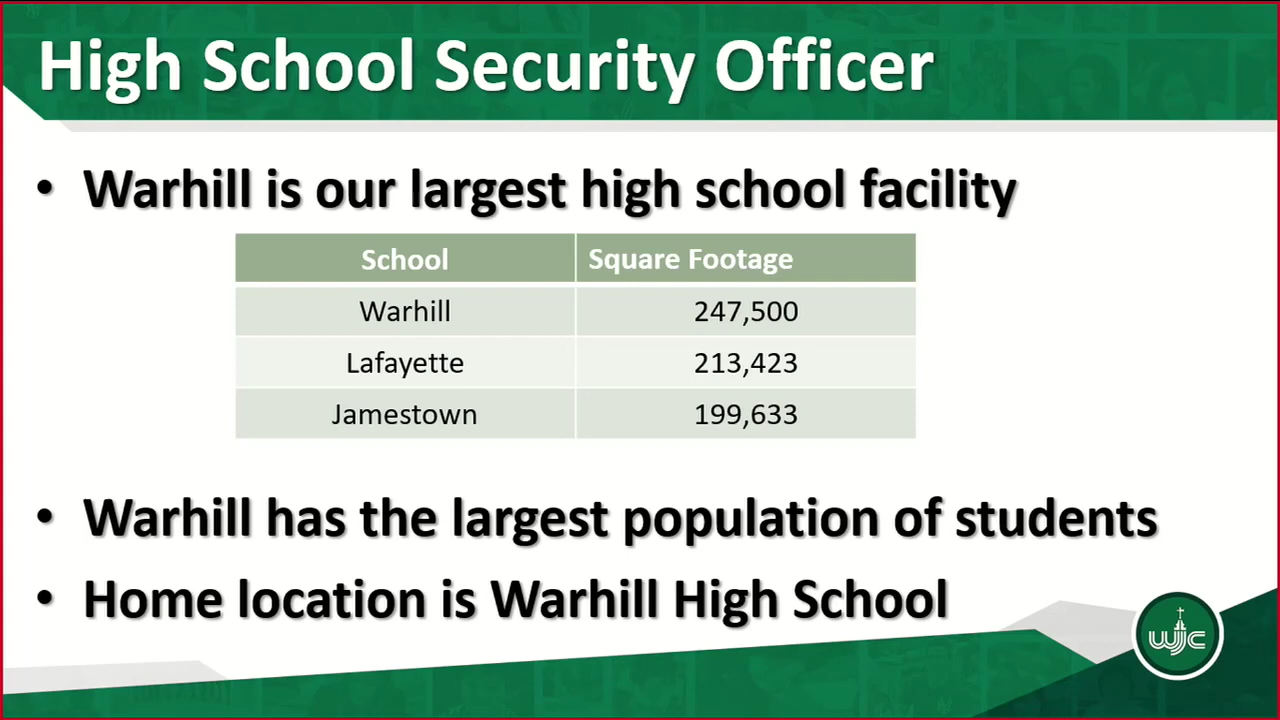 High School Security Officer
• Warhill is our largest high school facility
School Square Footage
Warhill 247,500
Lafayette 213,423
Jamestown 199,633
• Warhill has the largest population of students
• Home location is Warhill High School
WJC